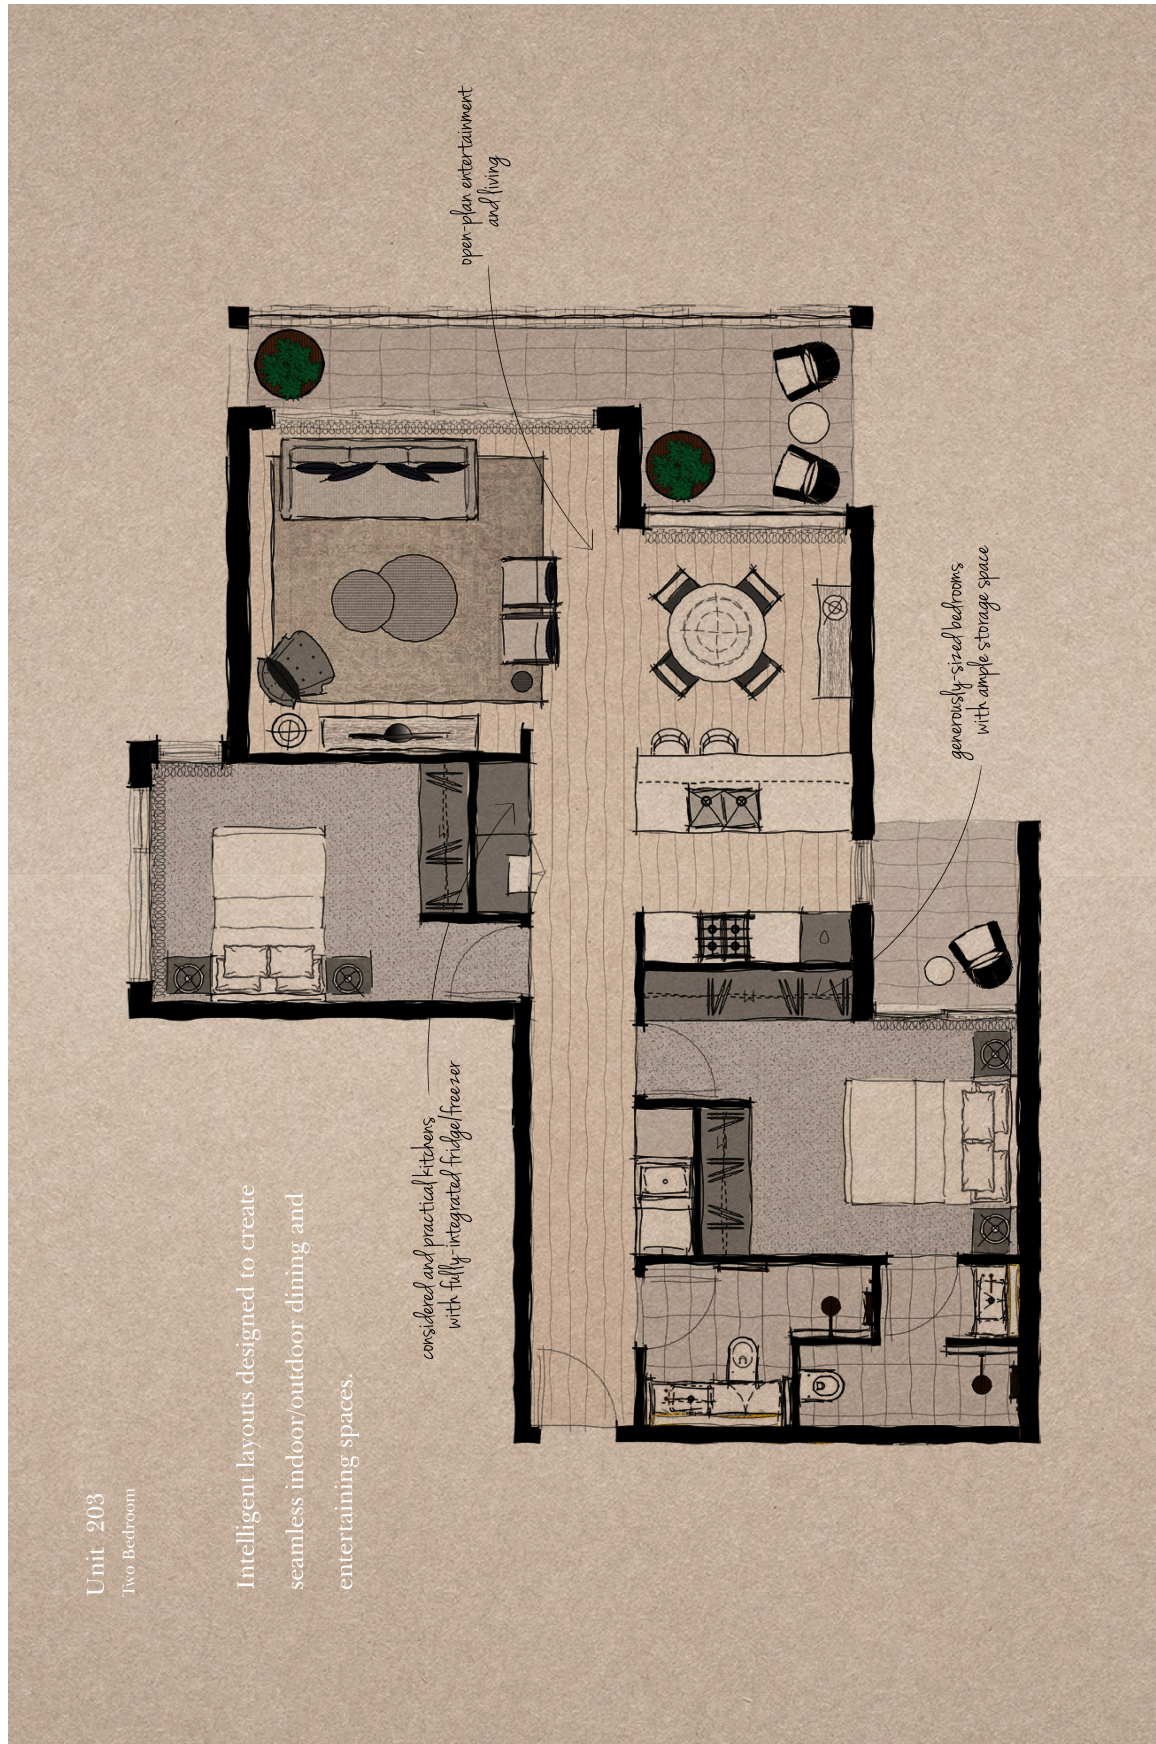 Unit 203
Two Bedroom
Intelligent layouts designed to create
seamless indoor/outdoor dining and
entertaining spaces.
considered and practical kitchens
with fully-integrated fridge/freezer
open-plan entertainment
and living
generously-sized bedrooms
with ample storage space